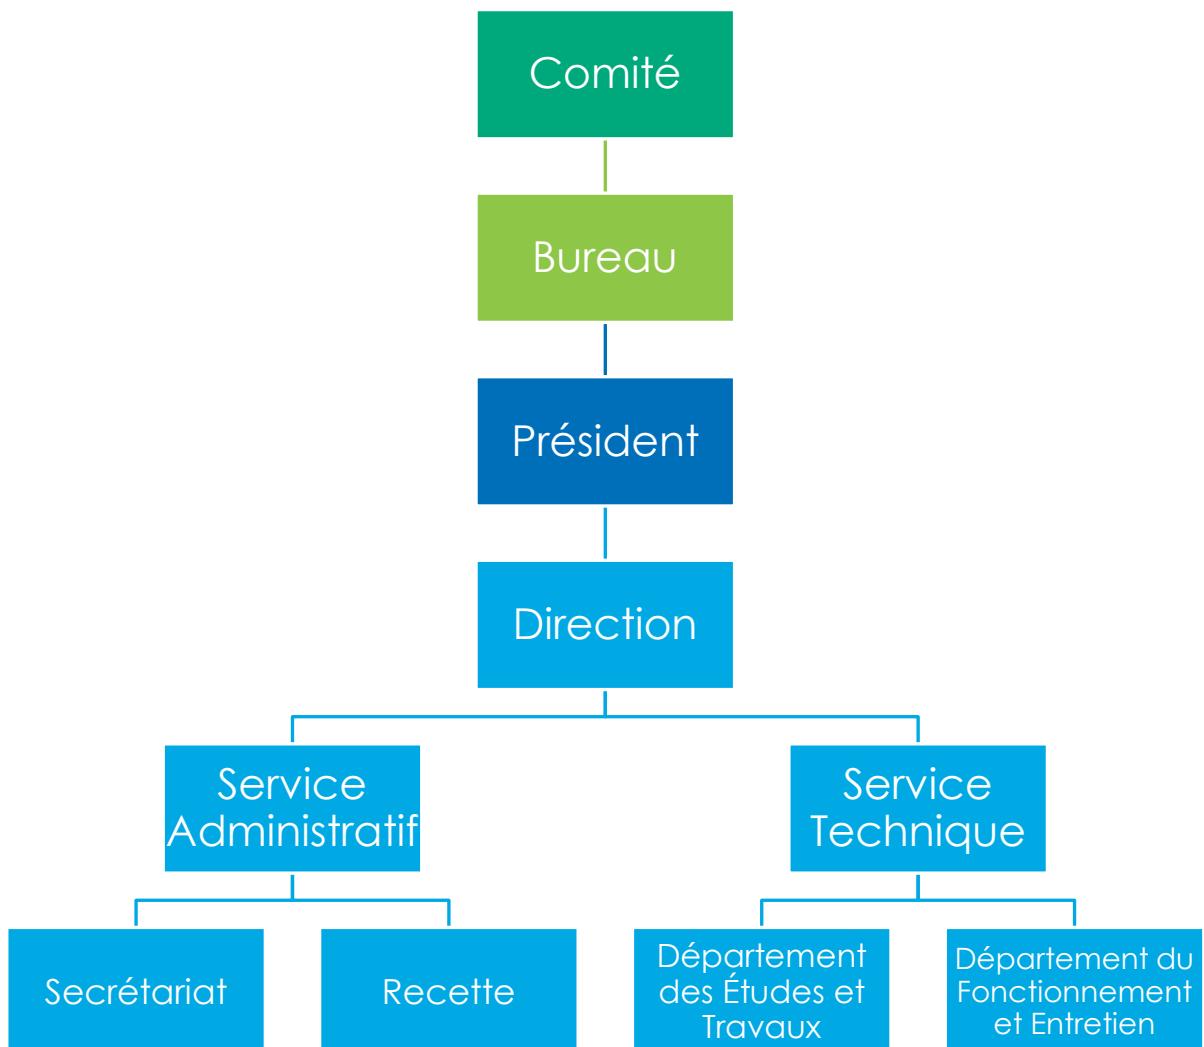 Comité
Bureau
Président
Direction
Service
Administratif
Service
Technique
Secrétariat
Recette
Département
des Études et
Travaux
Département du
Fonctionnement
et Entretien